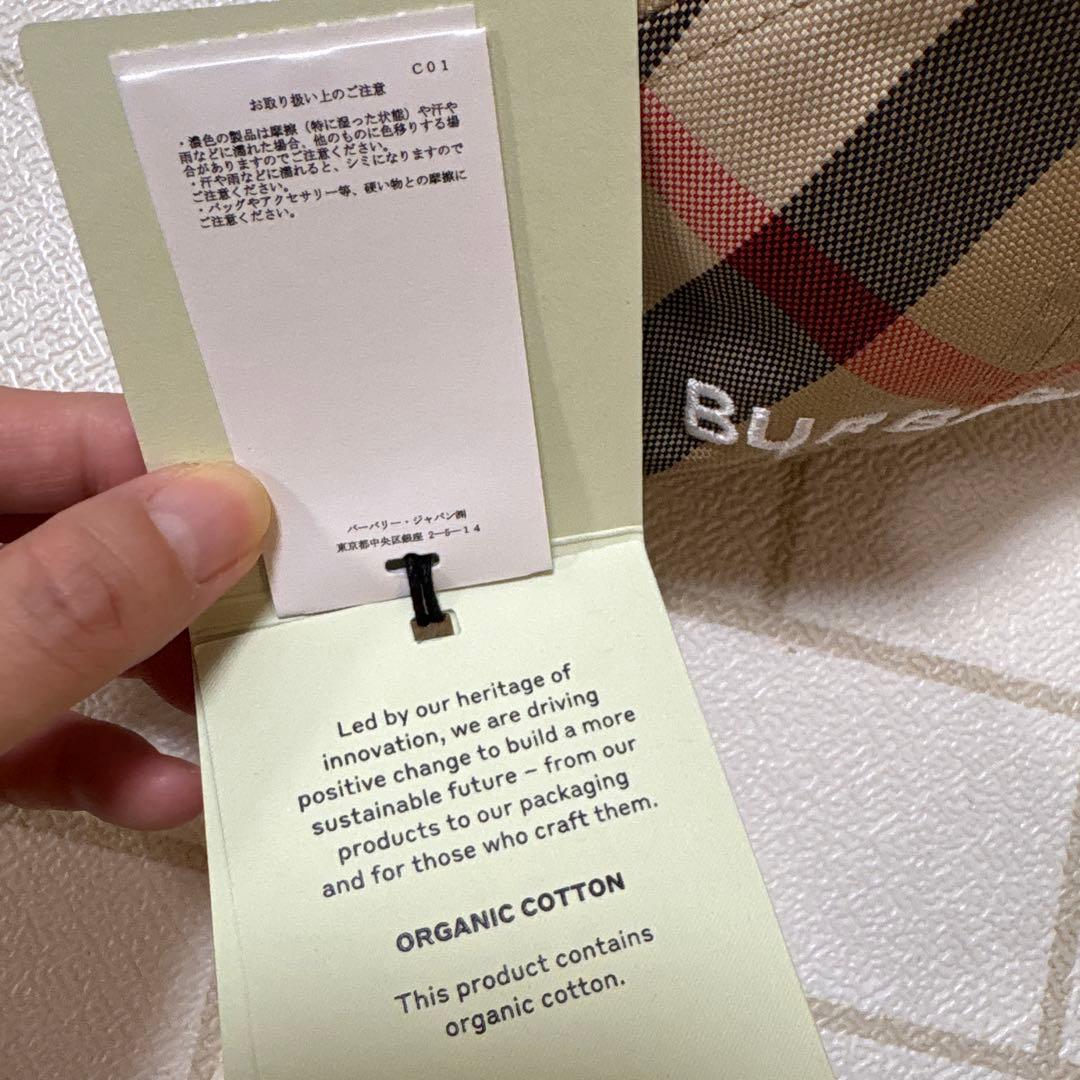 C01
お取り扱い上のご注意
・濃色の製品は摩擦（特に湿った状態）や汗や
雨などに濡れた場合、他のものに色移りする場
合がありますのでご注意ください。
・汗や雨などに濡れると、シミになりますので
ご注意ください。
・バッグやアクセサリー等、硬い物との摩擦に
ご注意ください。
バーバリー・ジャパン㈱
東京都中央区銀座 2—5—14
Led by our heritage of
innovation, we are driving
positive change to build a more
sustainable future – from our
products to our packaging
and for those who craft them.
ORGANIC COTTON
This product contains
organic cotton.